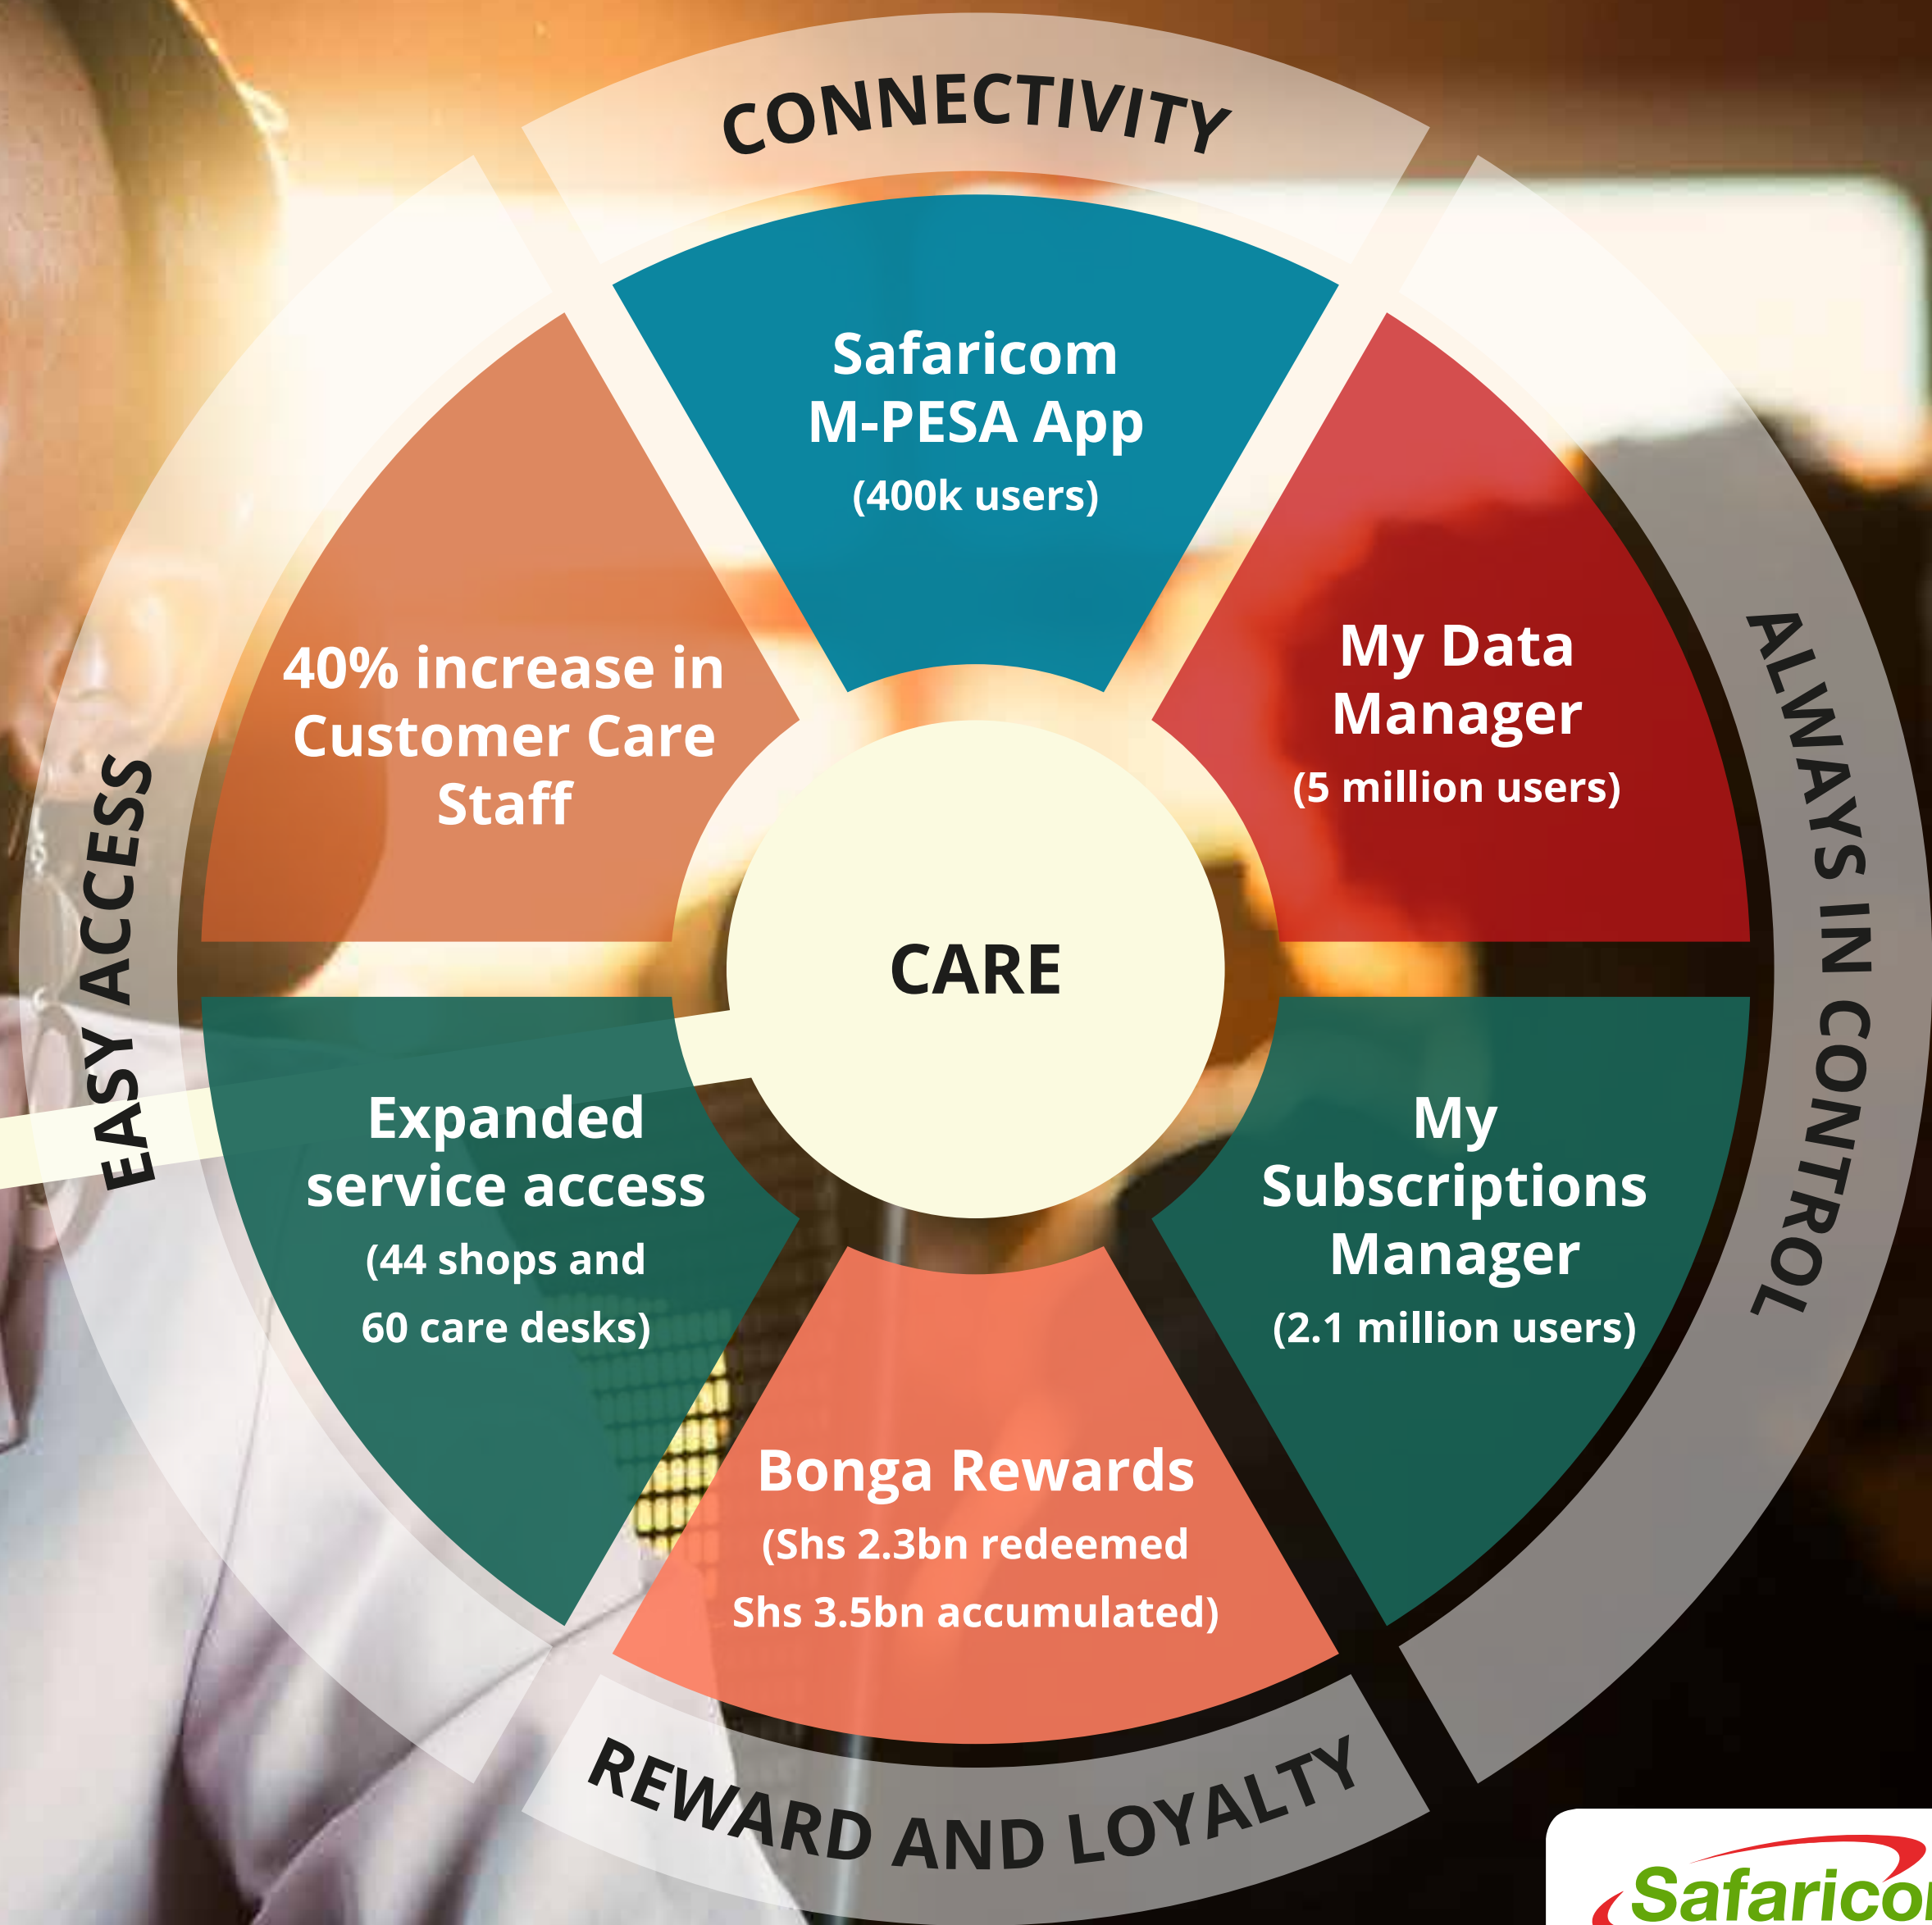 CONNECTIVITY
Safaricom
M-PESA App
(400k users)
My Data
Manager
(5 million users)
ALWAYS IN CONTROL
My
Subscriptions
Manager
(2.1 million users)
Bonga Rewards
(Shs 2.3bn redeemed
Shs 3.5bn accumulated)
REWARD AND LOYALTY
Expanded
service access
(44 shops and
60 care desks)
EASY ACCESS
40% increase in
Customer Care
Staff
CARE